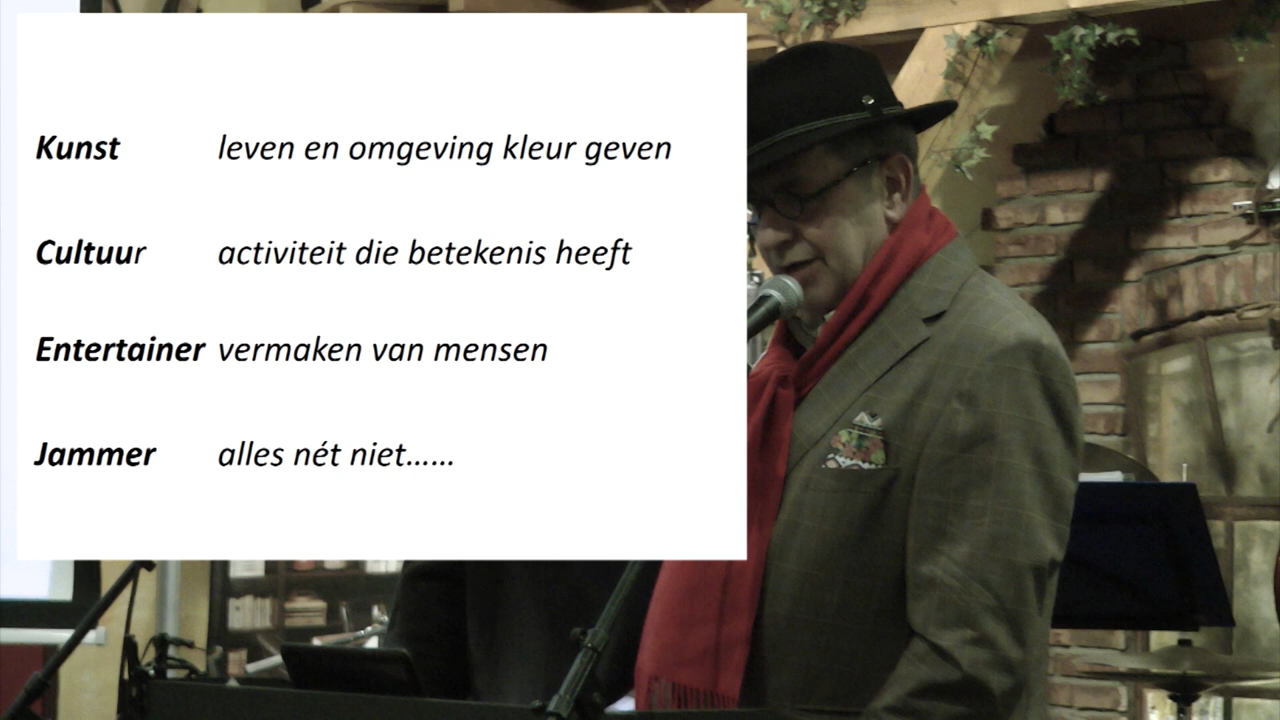 Kunst leven en omgeving kleur geven
Cultuur activiteit die betekenis heeft
Entertainer vermaken van mensen
Jammer alles nét niet......